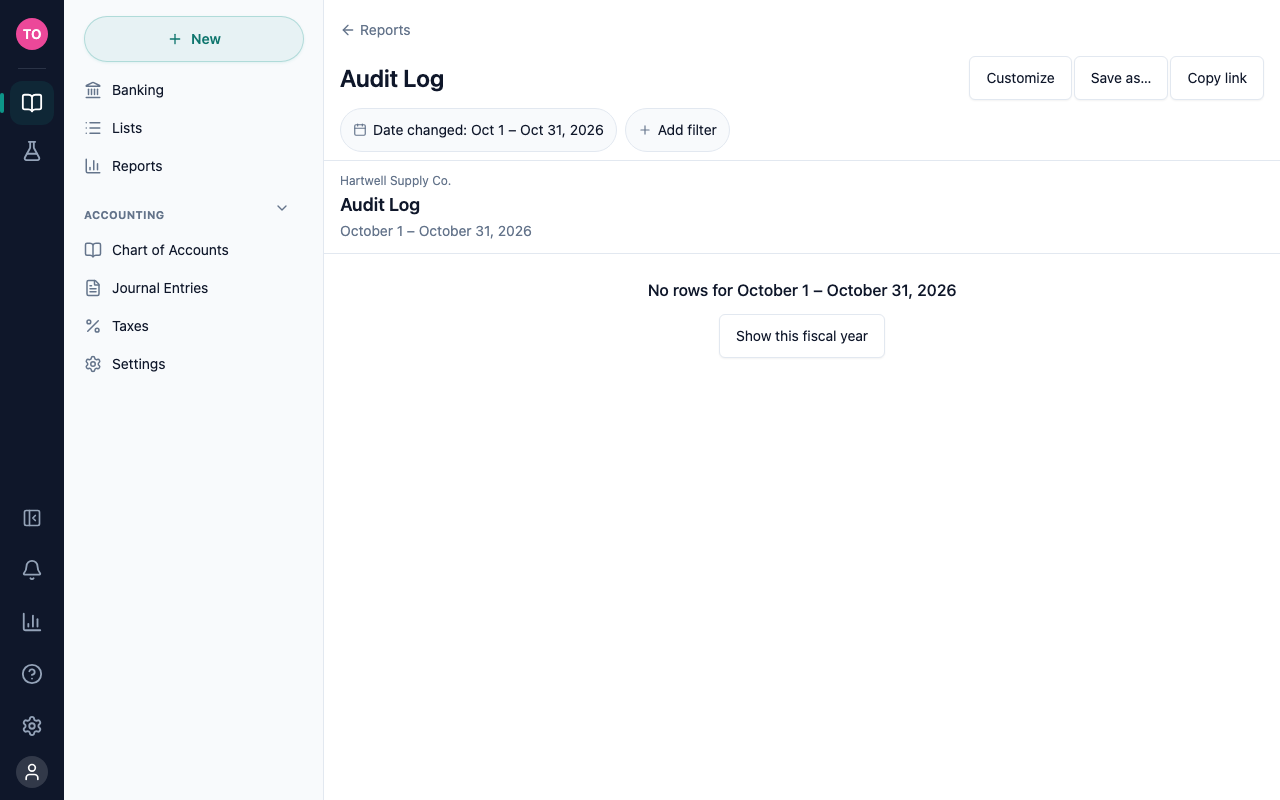 TO
New
Banking
Lists
Reports
ACCOUNTING
Chart of Accounts
Journal Entries
Taxes
Settings
Reports
Audit Log
Customize
Save as...
Copy link
Date changed: Oct 1 – Oct 31, 2026
Add filter
Hartwell Supply Co.
Audit Log
October 1 – October 31, 2026
No rows for October 1 – October 31, 2026
Show this fiscal year